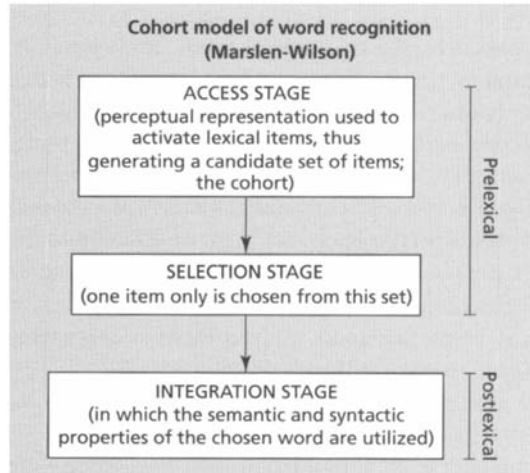 Cohort model of word recognition
(Marslen-Wilson)
ACCESS STAGE
(perceptual representation used to
activate lexical items, thus
generating a candidate set of items;
the cohort)
Prelexical
SELECTION STAGE
(one item only is chosen from this set)
INTEGRATION STAGE
(in which the semantic and syntactic
properties of the chosen word are utilized)
Postlexical